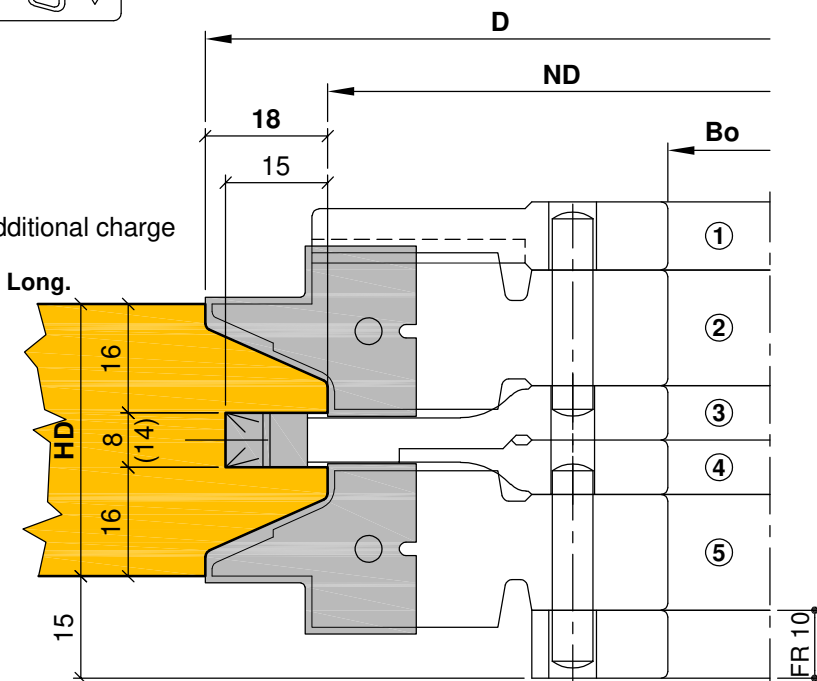 D
ND
18
Bo
15
dditional charge
①
Long.
②
16
③
HD
8
(14)
④
16
⑤
15
FR 10